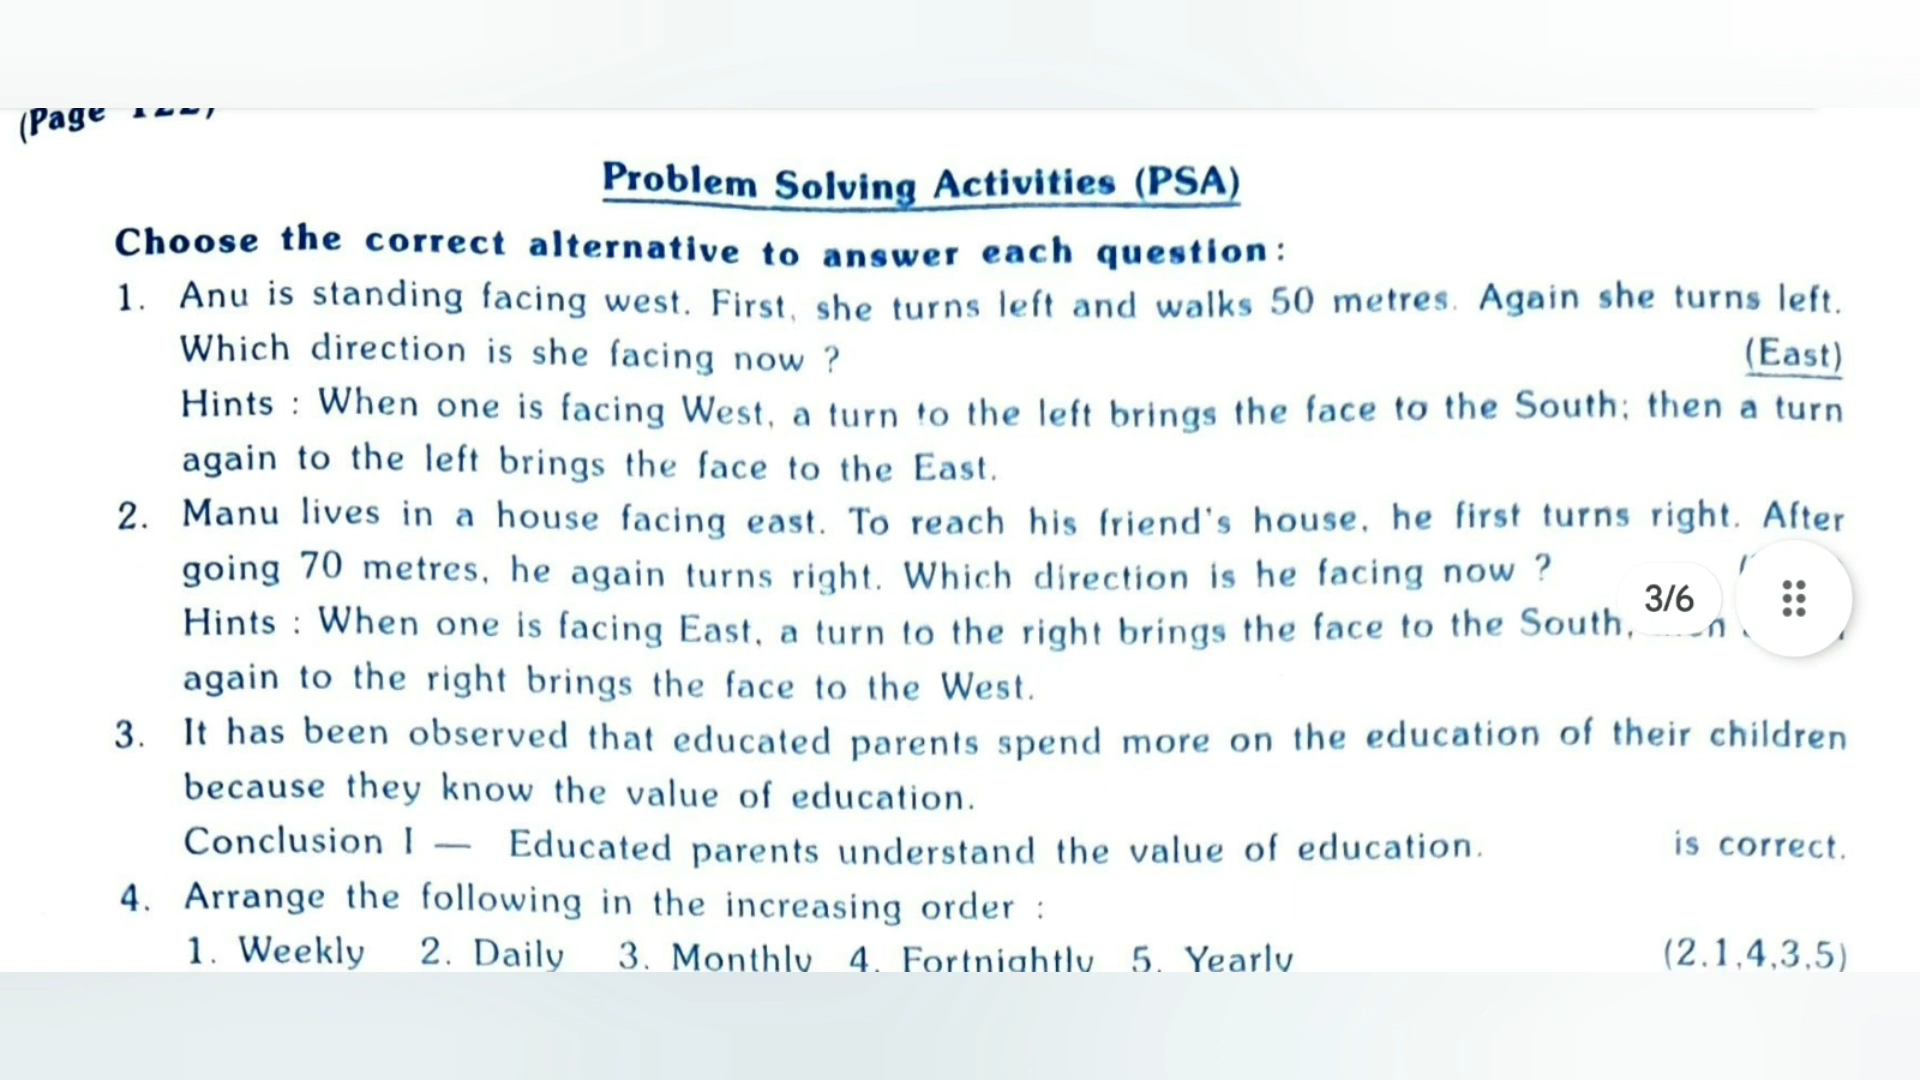 (Page
Problem Solving Activities (PSA)
Choose the correct alternative to answer each question :
1. Anu is standing facing west. First, she turns left and walks 50 metres. Again she turns left.
Which direction is she facing now ? (East)
Hints : When one is facing West, a turn to the left brings the face to the South; then a turn
again to the left brings the face to the East.
2. Manu lives in a house facing east. To reach his friend's house, he first turns right. After
going 70 metres, he again turns right. Which direction is he facing now ?
3/6
Hints : When one is facing East, a turn to the right brings the face to the South,
again to the right brings the face to the West.
3. It has been observed that educated parents spend more on the education of their children
because they know the value of education.
Conclusion I — Educated parents understand the value of education. is correct.
4. Arrange the following in the increasing order :
1. Weekly 2. Daily 3. Monthly 4. Fortnightly 5. Yearly (2.1,4,3,5)